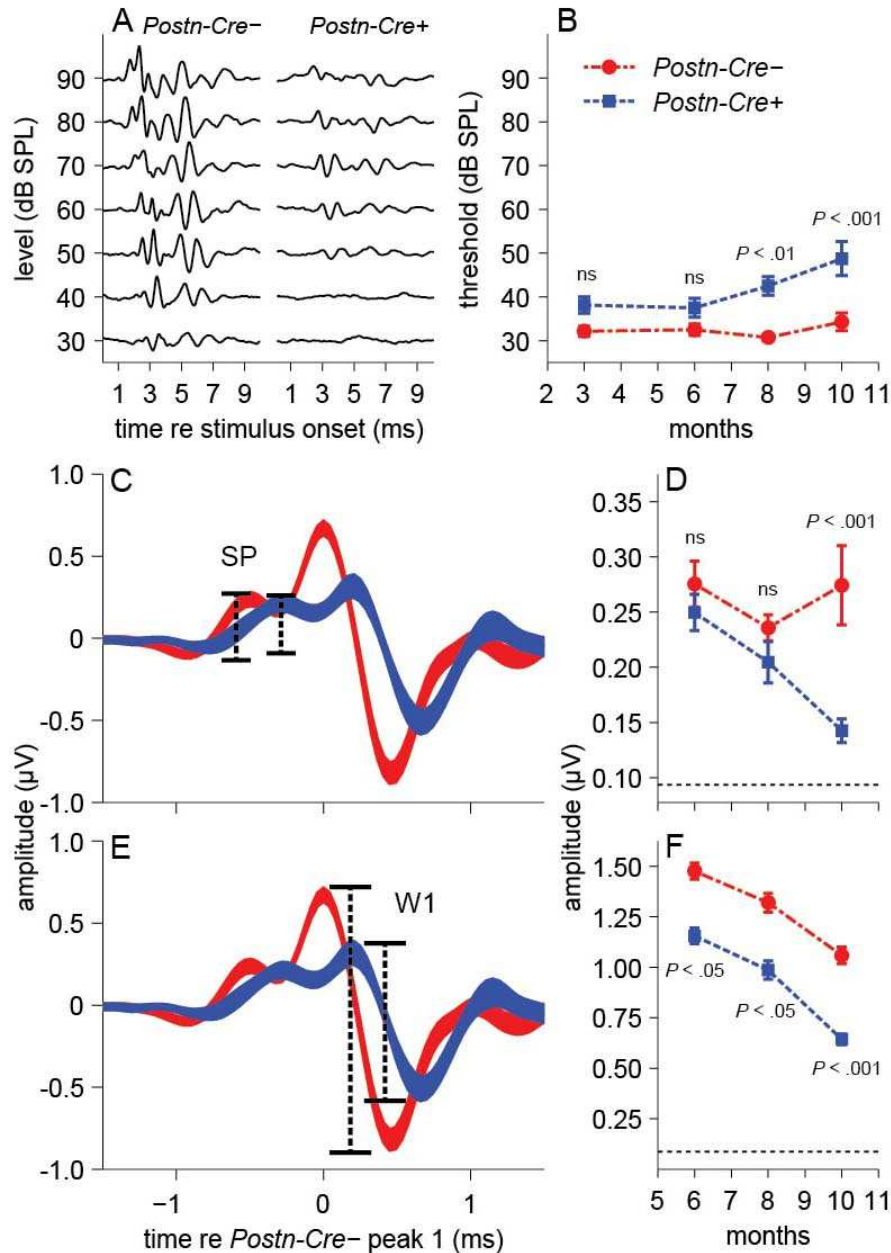 A
Postn-Cre−
Postn-Cre+
level (dB SPL)
90
80
70
60
50
40
30
1 3 5 7 9 1 3 5 7 9
time re stimulus onset (ms)
B
Postn-Cre−
Postn-Cre+
threshold (dB SPL)
90
80
70
60
50
40
30
ns
ns
P < .01
P < .001
2 3 4 5 6 7 8 9 10 11
months
C
SP
1.0
0.5
0
-0.5
-1.0
amplitude (µV)
D
0.35
0.30
0.25
0.20
0.15
0.10
ns
ns
P < .001
amplitude (µV)
E
W1
1.0
0.5
0
-0.5
-1.0
−1 0 1
time re Postn-Cre− peak 1 (ms)
F
1.50
1.25
1.00
0.75
0.50
0.25
P < .05
P < .05
P < .001
5 6 7 8 9 10 11
months